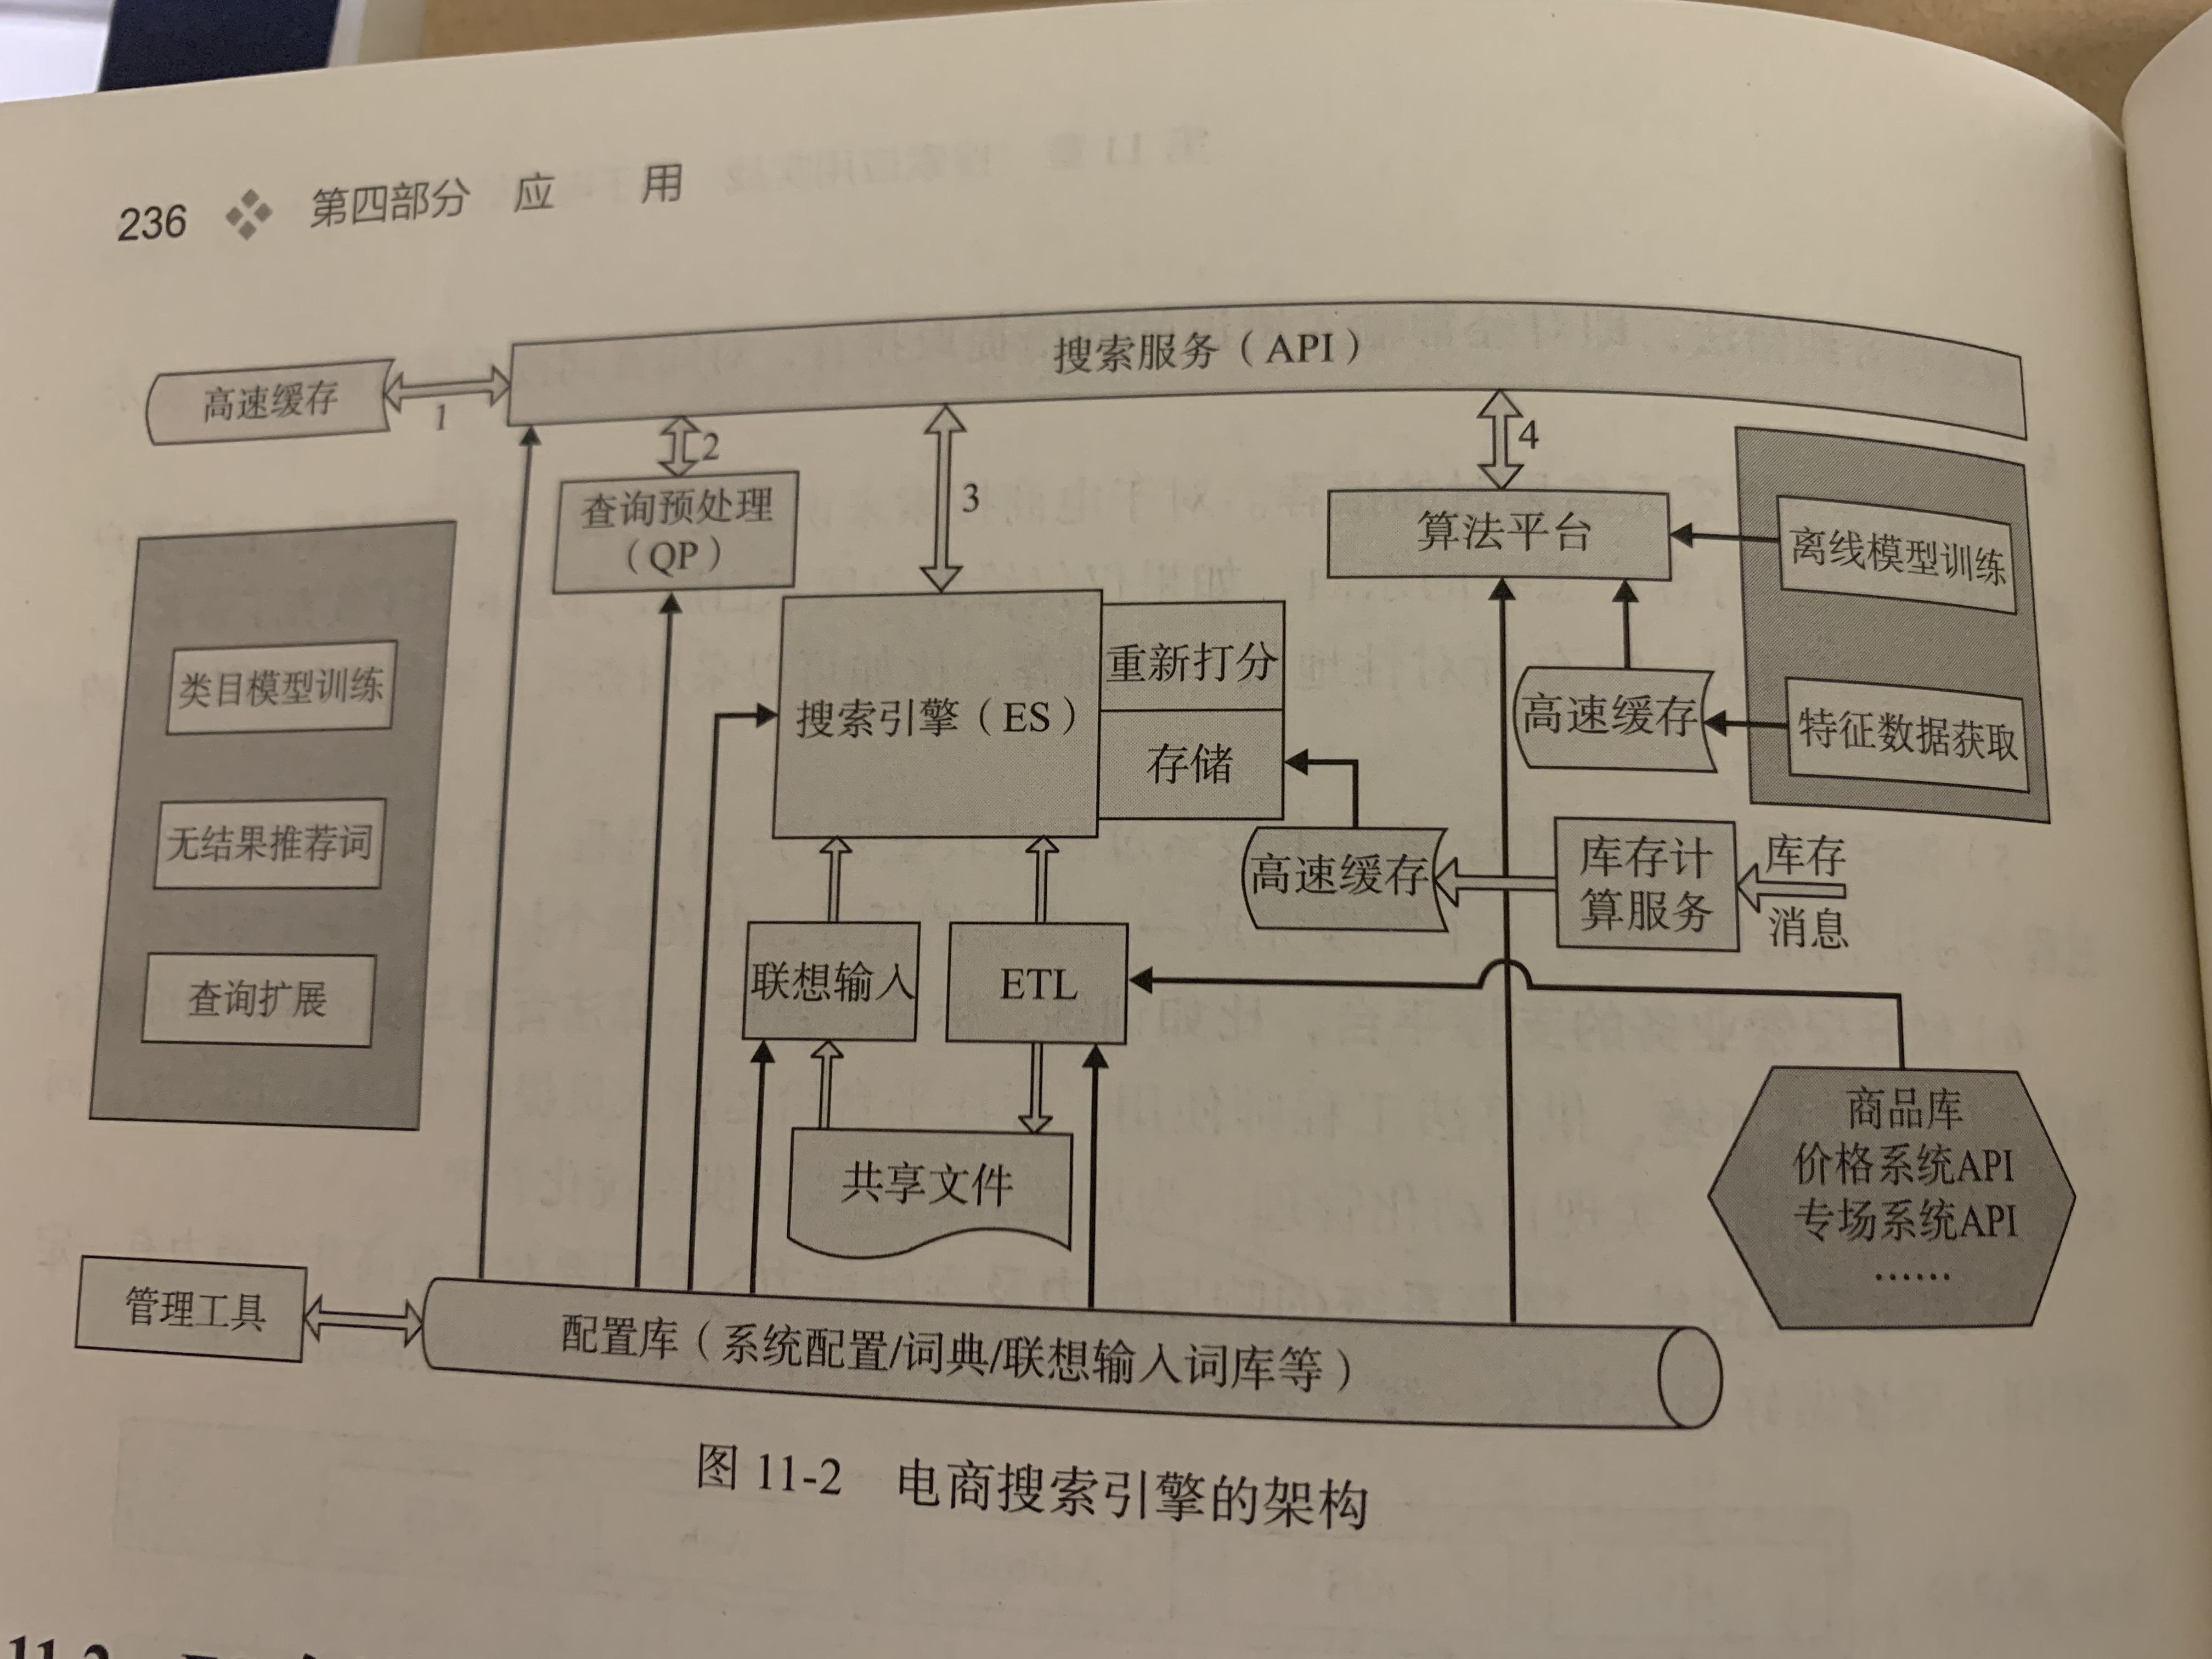 236 第四部分 应 用
高速缓存
1
搜索服务（API）
2
3
4
查询预处理
（QP）
类目模型训练
无结果推荐词
查询扩展
搜索引擎（ES）
重新打分
存储
算法平台
离线模型训练
高速缓存
特征数据获取
高速缓存
库存计
算服务
库存
消息
联想输入
ETL
共享文件
商品库
价格系统API
专场系统API
……
管理工具
配置库（系统配置/词典/联想输入词库等）
图 11-2 电商搜索引擎的架构